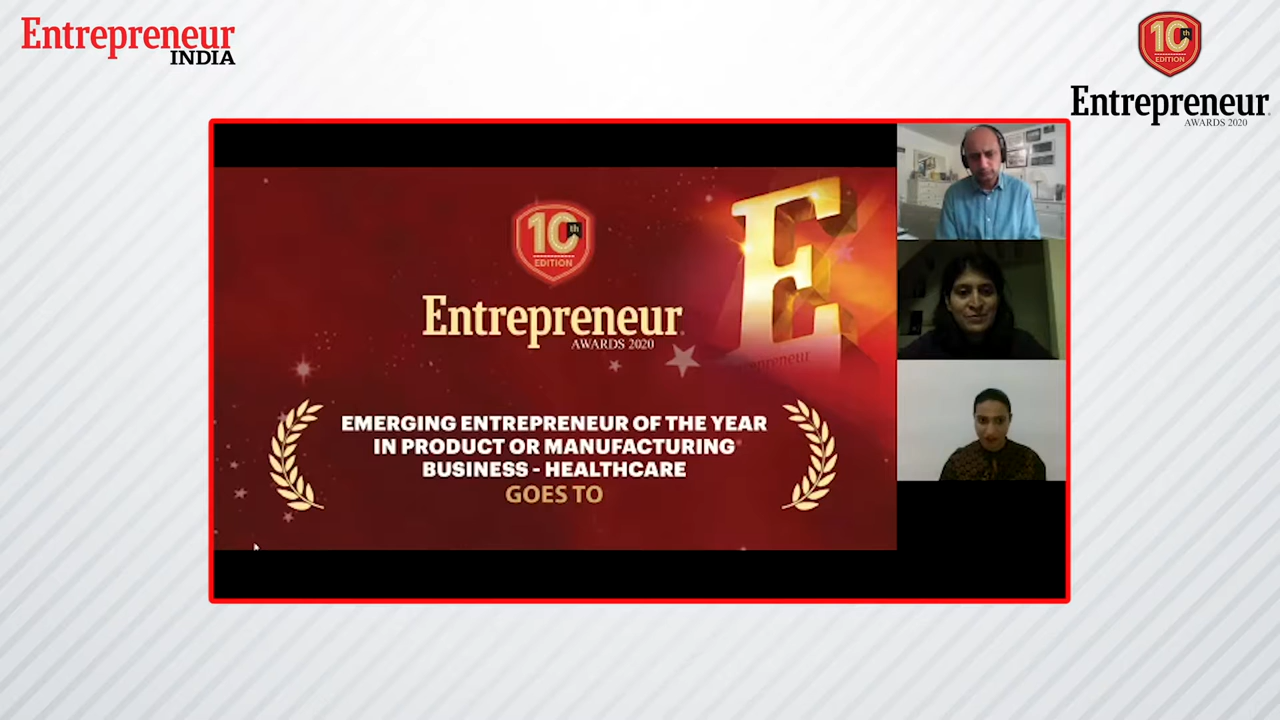 Entrepreneur
INDIA
10th
EDITION
Entrepreneur
AWARDS 2020
10th
EDITION
Entrepreneur
AWARDS 2020
EMERGING ENTREPRENEUR OF THE YEAR
IN PRODUCT OR MANUFACTURING
BUSINESS - HEALTHCARE
GOES TO